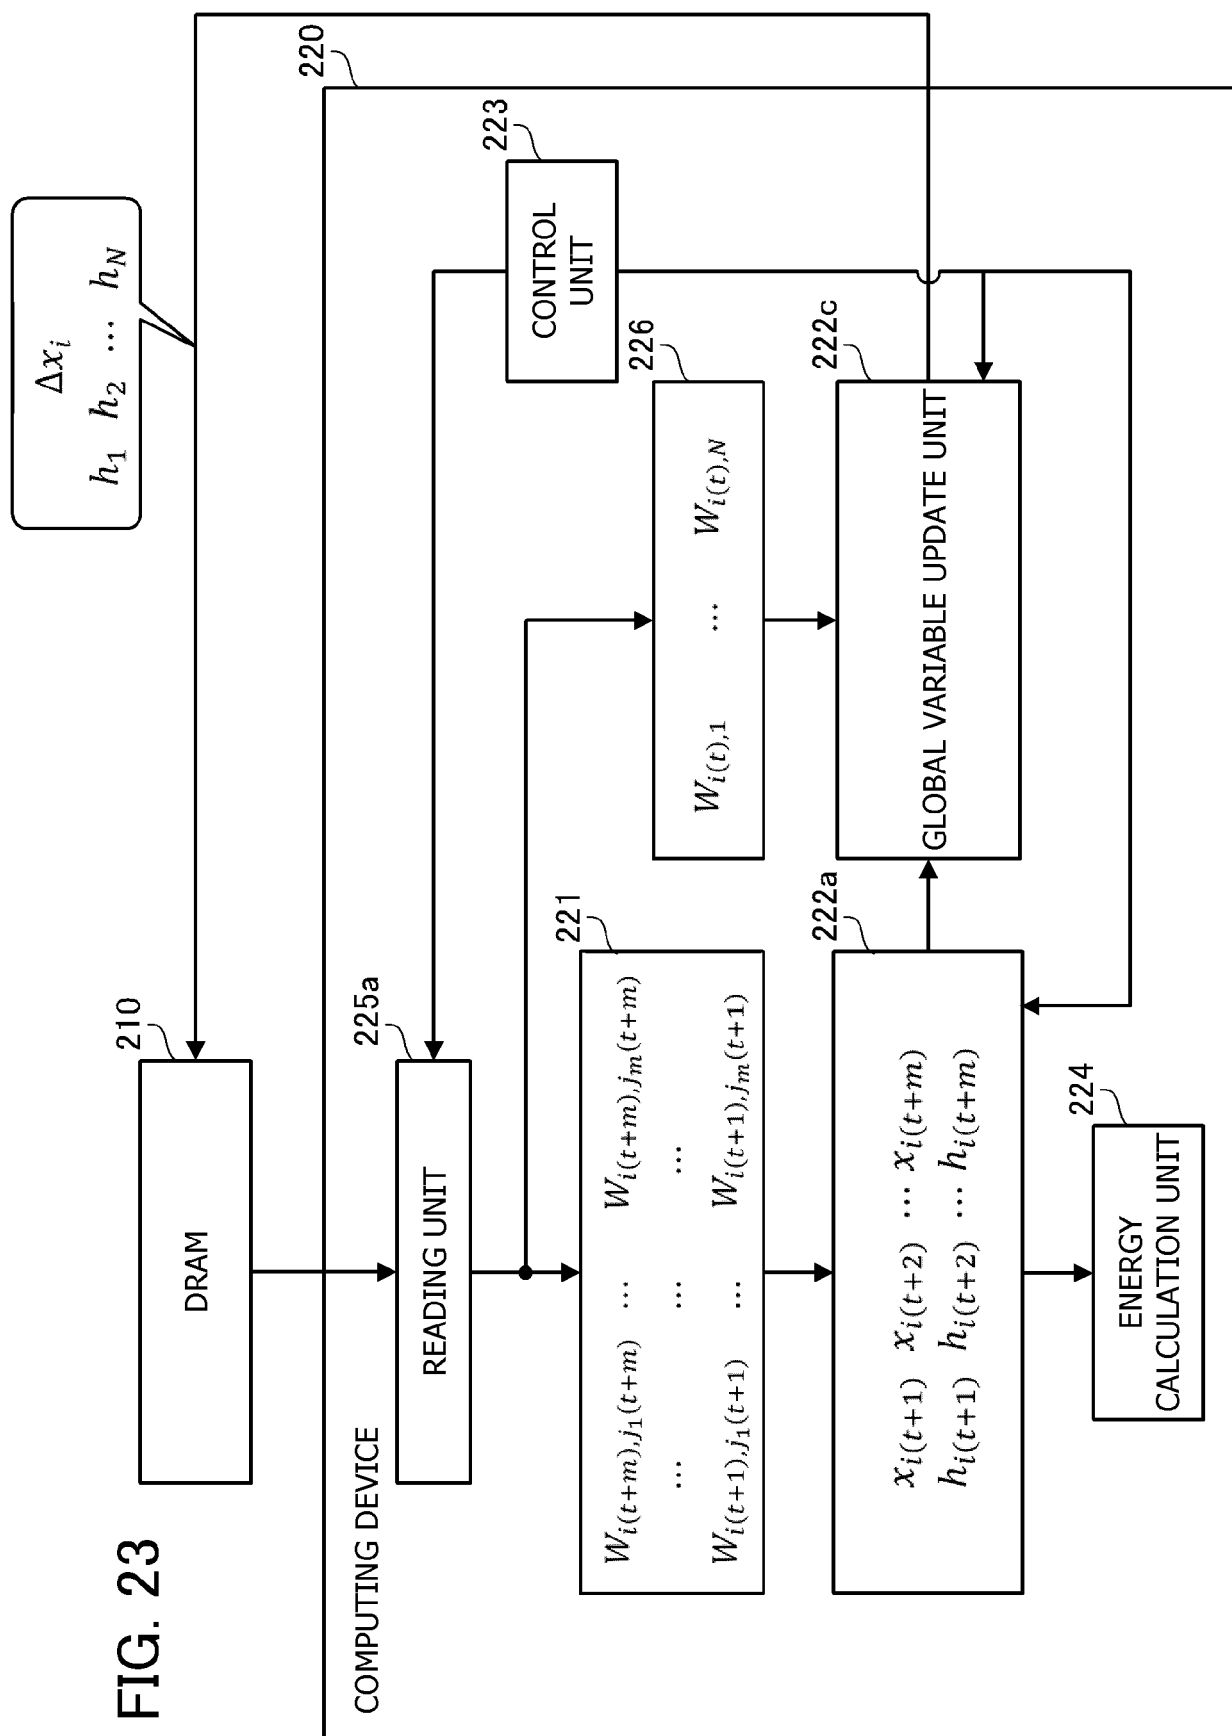 FIG. 23
Δx_i
h_1 h_2 … h_N
210
DRAM
220
COMPUTING DEVICE
225a
READING UNIT
223
CONTROL
UNIT
221
W_{i(t+m),j_1(t+m)} … W_{i(t+m),j_m(t+m)}
… … …
W_{i(t+1),j_1(t+1)} … W_{i(t+1),j_m(t+1)}
226
W_{i(t),1} … W_{i(t),N}
222a
x_{i(t+1)} x_{i(t+2)} … x_{i(t+m)}
h_{i(t+1)} h_{i(t+2)} … h_{i(t+m)}
222c
GLOBAL VARIABLE UPDATE UNIT
224
ENERGY
CALCULATION UNIT